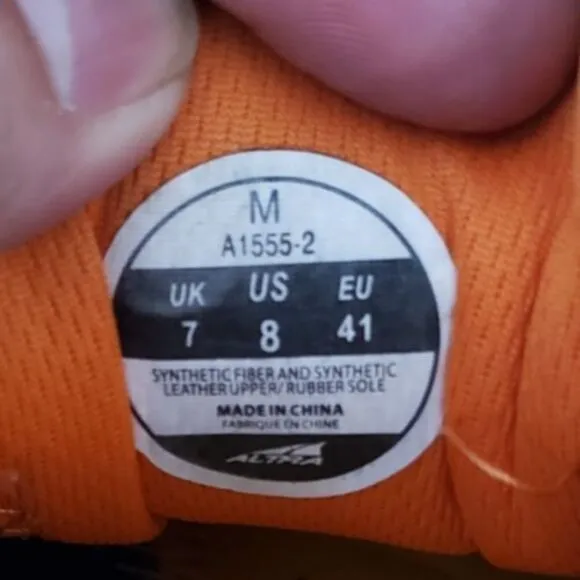 M
A1555-2
UK US EU
7 8 41
SYNTHETIC FIBER AND SYNTHETIC
LEATHER UPPER/ RUBBER SOLE
MADE IN CHINA
FABRIQUE EN CHINE
ALTRA